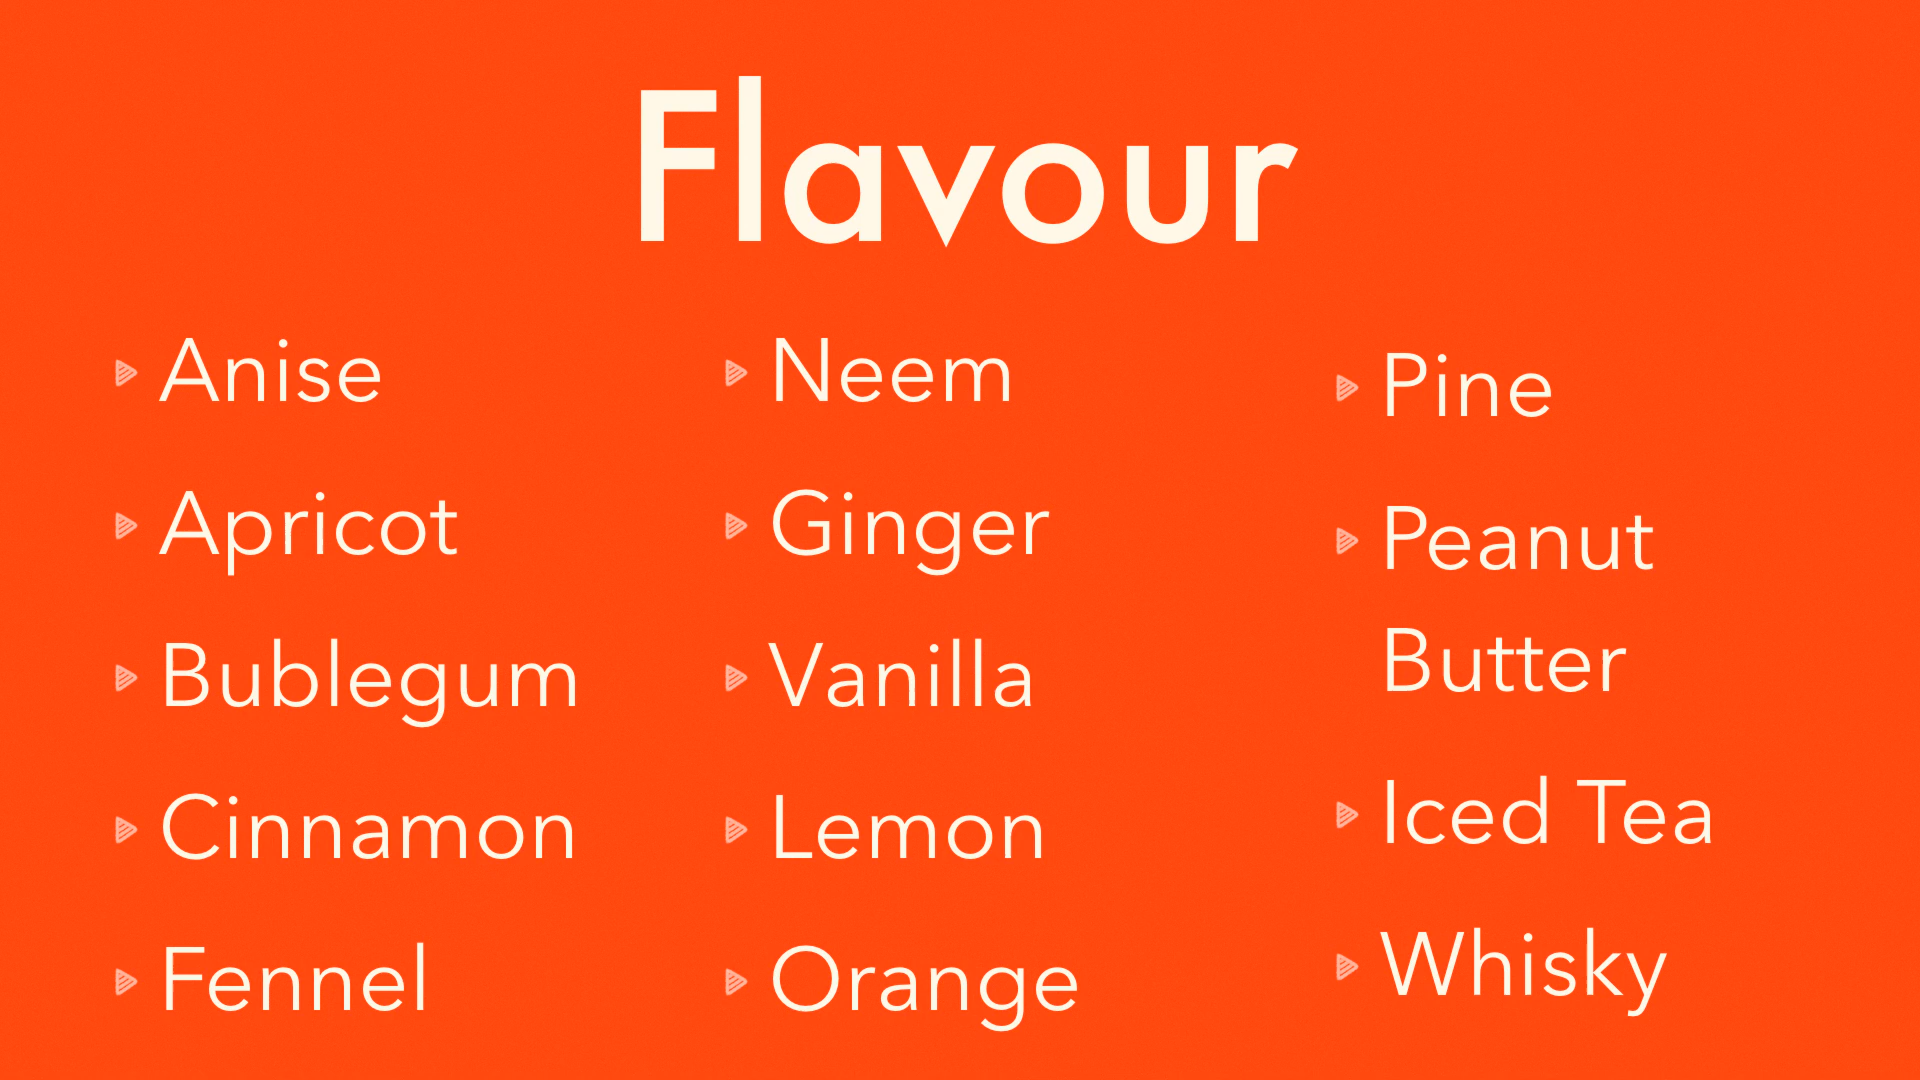 Flavour
Anise
Apricot
Bublegum
Cinnamon
Fennel
Neem
Ginger
Vanilla
Lemon
Orange
Pine
Peanut
Butter
Iced Tea
Whisky